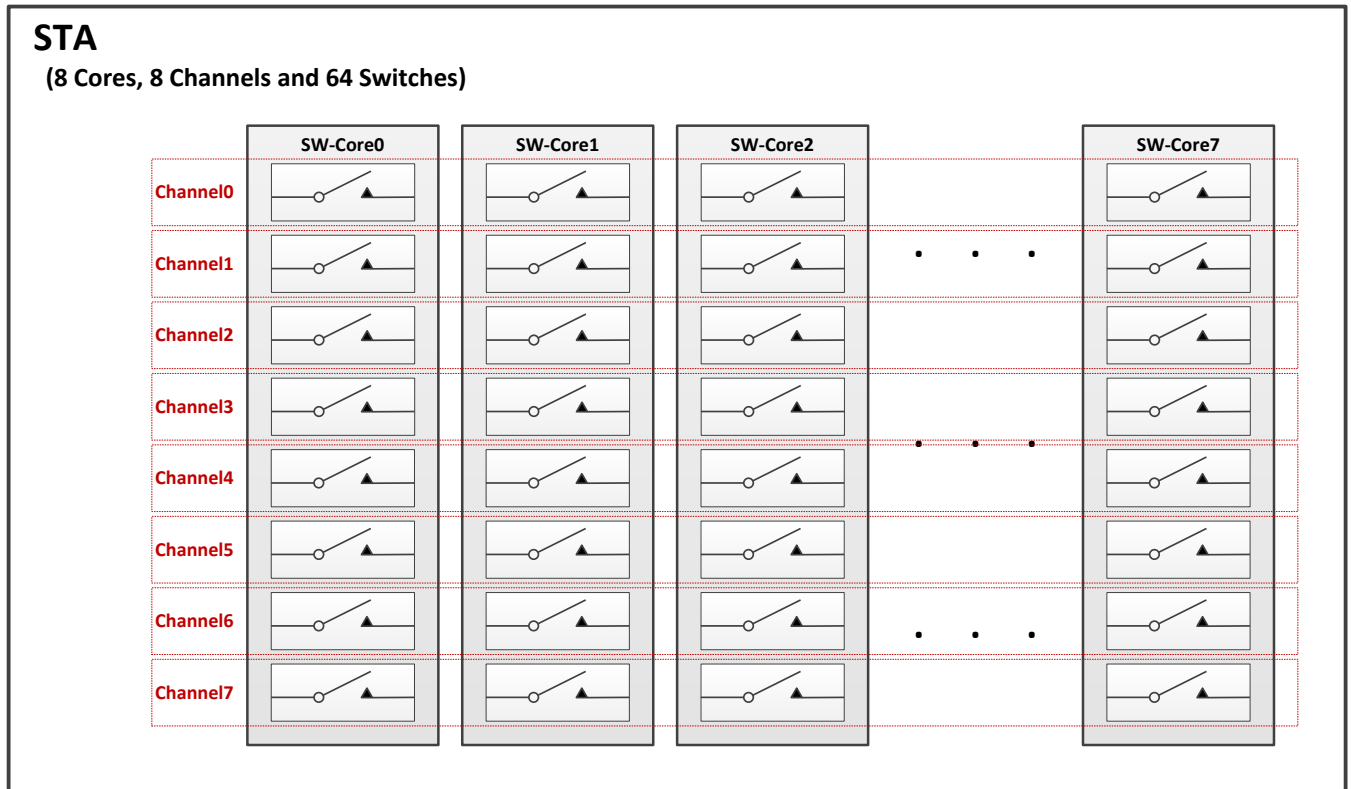 STA
(8 Cores, 8 Channels and 64 Switches)
SW-Core0 SW-Core1 SW-Core2 SW-Core7
Channel0
Channel1
. . .
Channel2
Channel3
. . .
Channel4
Channel5
Channel6
. . .
Channel7